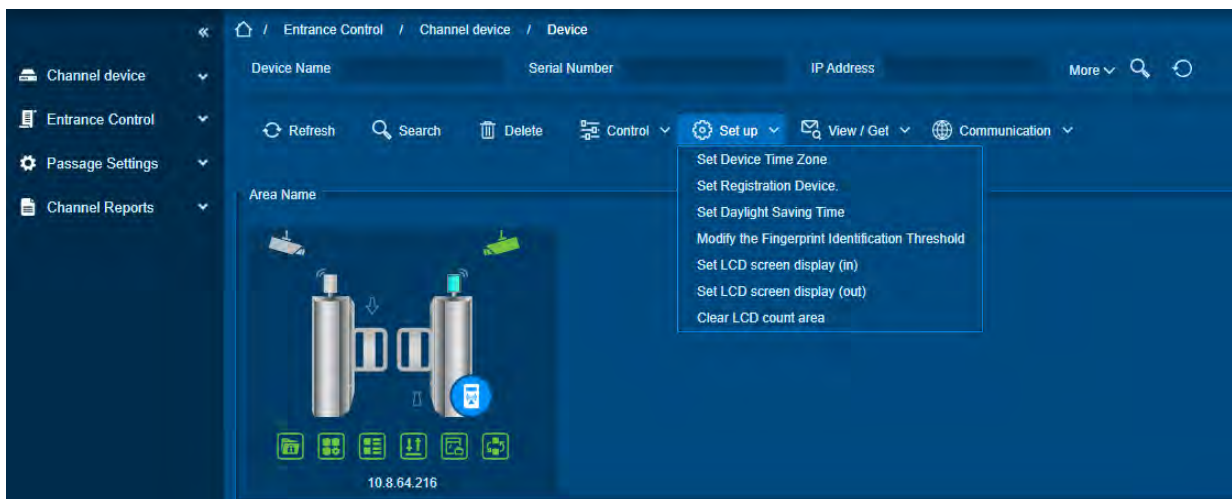 « / Entrance Control / Channel device / Device
Device Name Serial Number IP Address More
Channel device
Entrance Control
Passage Settings
Channel Reports
Refresh Search Delete Control Set up View / Get Communication
Set Device Time Zone
Set Registration Device.
Set Daylight Saving Time
Modify the Fingerprint Identification Threshold
Set LCD screen display (in)
Set LCD screen display (out)
Clear LCD count area
Area Name
10.8.64.216